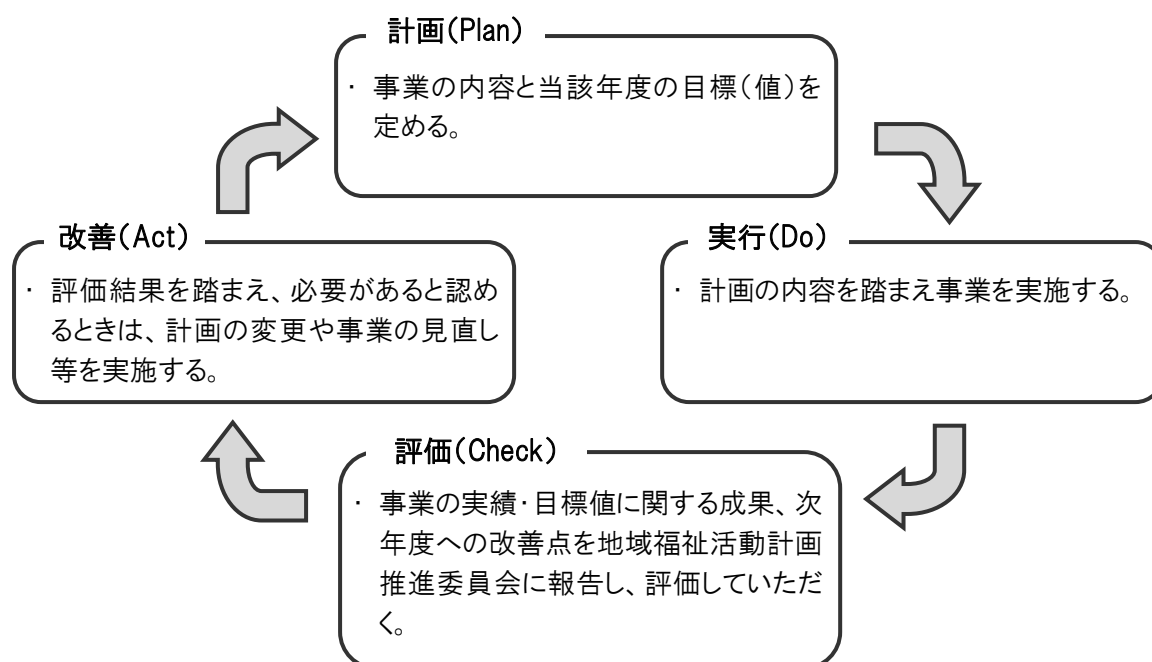 計画(Plan)
・ 事業の内容と当該年度の目標(値)を
定める。
改善(Act)
・ 評価結果を踏まえ、必要があると認め
るときは、計画の変更や事業の見直し
等を実施する。
実行(Do)
・ 計画の内容を踏まえ事業を実施する。
評価(Check)
・ 事業の実績・目標値に関する成果、次
年度への改善点を地域福祉活動計画
推進委員会に報告し、評価していただ
く。